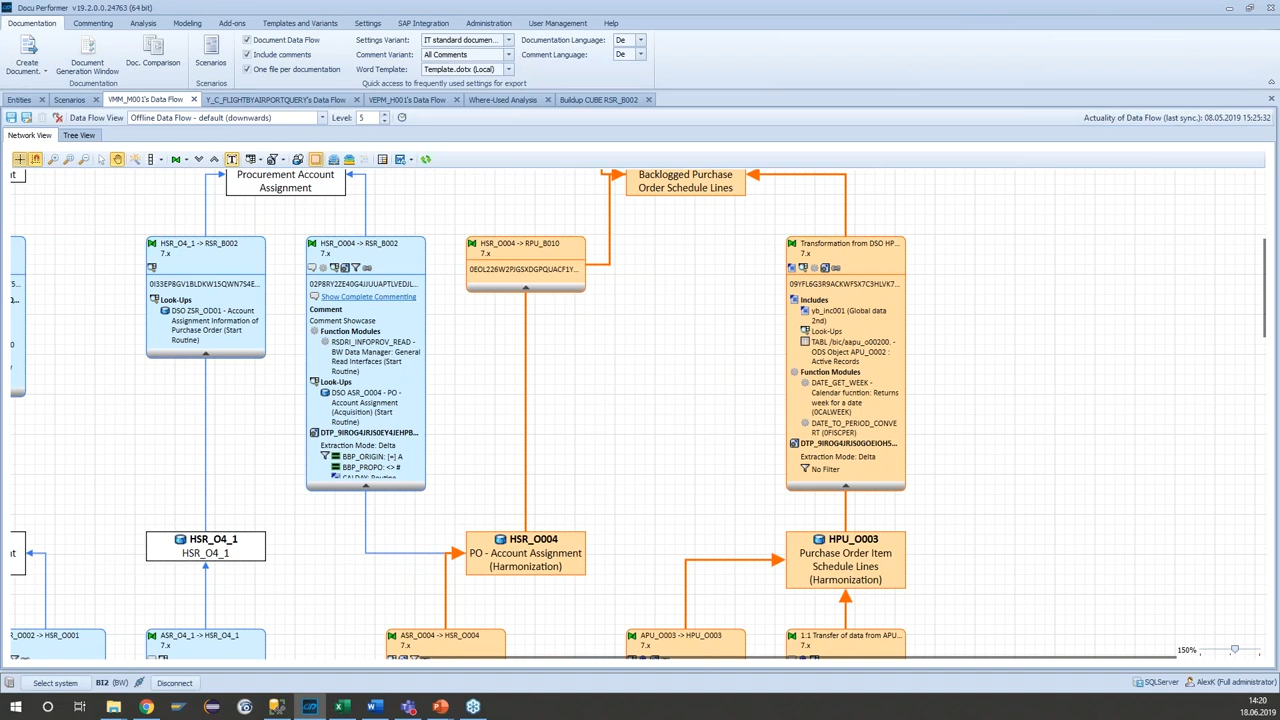 Docu Performer v19.2.0.0.24763 (64 bit)
Documentation Commenting Analysis Modeling Add-ons Templates and Variants Settings SAP Integration Administration User Management Help
Create Document.
Document Generation Window
Doc. Comparison
Documentation
Scenarios
Scenarios
Document Data Flow
Include comments
One file per documentation
Settings Variant: IT standard documen...
Comment Variant: All Comments
Word Template: Template.dotx (Local)
Documentation Language: De
Comment Language: De
Quick access to frequently used settings for export
Entities Scenarios VMM_M001's Data Flow Y_C_FLIGHTBYAIRPORTQUERY's Data Flow VEPM_H001's Data Flow Where-Used Analysis Buildup CUBE RSR_B002
Data Flow View Offline Data Flow - default (downwards) Level: 5 Actuality of Data Flow (last sync.) : 08.05.2019 15:25:32
Network View Tree View
Procurement Account
Assignment
Backlogged Purchase
Order Schedule Lines
HSR_O4_1 -> RSR_B002
7.x
0I33EP8GV1BLDKW15QWN7S4E...
Look-Ups
DSO ZSR_OD01 - Account
Assignment Information of
Purchase Order (Start
Routine)
HSR_O004 -> RSR_B002
7.x
02P8RY2ZE40G4JJUUAPTLVEDJL...
Show Complete Commenting
Comment
Comment Showcase
Function Modules
RSDRI_INFOPROV_READ -
BW Data Manager: General
Read Interfaces (Start
Routine)
Look-Ups
DSO ASR_O004 - PO -
Account Assignment
(Acquisition) (Start
Routine)
DTP_9IROG4JRJS0EY4JEHPB...
Extraction Mode: Delta
BBP_ORIGIN: [=] A
BBP_PROPO: <> #
CALDAY: Routine
HSR_O004 -> RPU_B010
7.x
0EOL226W2PJGSXDGPQUACF1Y...
Transformation from DSO HP...
7.x
09YFL6G3R9ACKWFSX7C3HLVK7...
Includes
yb_inc001 (Global data
2nd)
Look-Ups
TABL /bic/aapu_o00200. -
ODS Object APU_O002 :
Active Records
Function Modules
DATE_GET_WEEK -
Calendar fucntion: Returns
week for a date
(0CALWEEK)
DATE_TO_PERIOD_CONVE
RT (0FISCPER)
DTP_9IROG4JRJS0GOEIOH5...
Extraction Mode: Delta
No Filter
HSR_O4_1
HSR_O4_1
HSR_O004
PO - Account Assignment
(Harmonization)
HPU_O003
Purchase Order Item
Schedule Lines
(Harmonization)
_O002 -> HSR_O001
ASR_O4_1 -> HSR_O4_1
7.x
ASR_O004 -> HSR_O004
7.x
APU_O003 -> HPU_O003
7.x
1:1 Transfer of data from APU...
7.x
150%
Select system BI2 (BW) Disconnect SQLServer AlexK (Full administrator)
14:20
18.06.2019